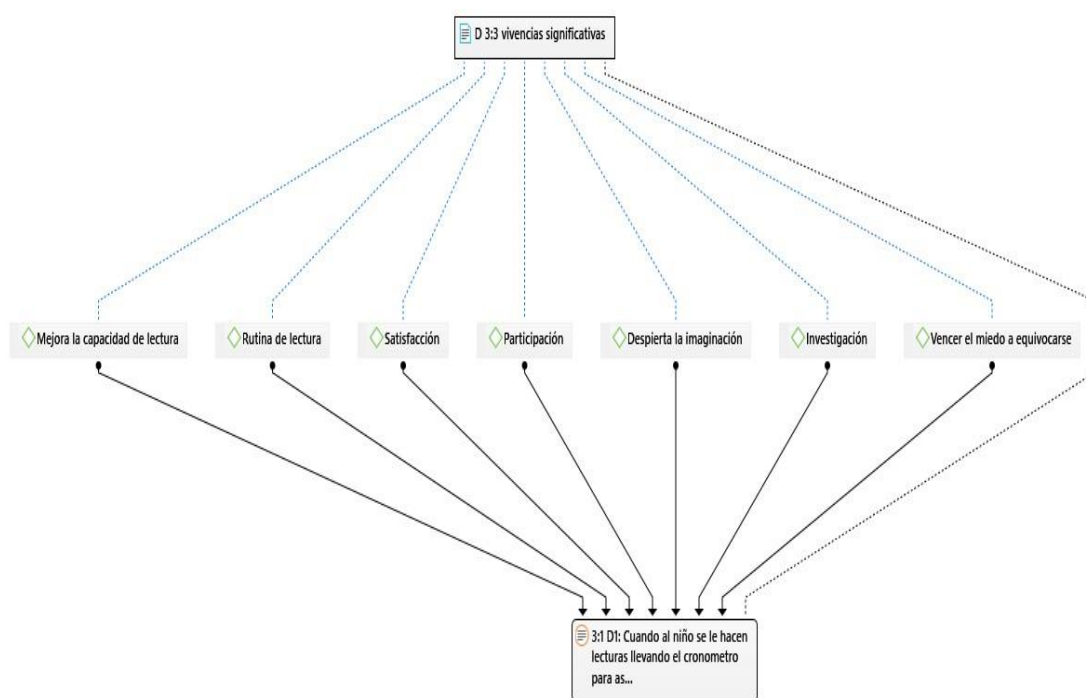 D 3:3 vivencias significativas
Mejora la capacidad de lectura
Rutina de lectura
Satisfacción
Participación
Despierta la imaginación
Investigación
Vencer el miedo a equivocarse
3:1 D1: Cuando al niño se le hacen
lecturas llevando el cronometro
para as...